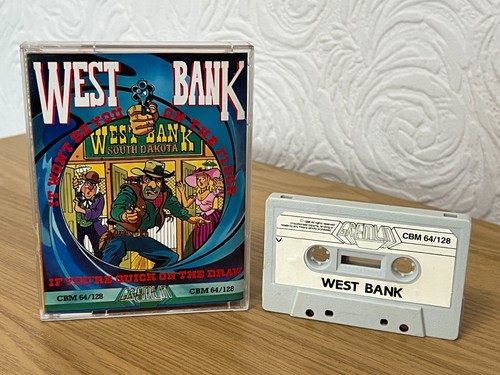 WEST BANK
IT WON'T BE YOU ON THE FLOOR
WEST BANK
SOUTH DAKOTA
IF YOU'RE QUICK ON THE DRAW
CBM 64/128
GREMLIN
CBM 64/128
GREMLIN
CBM 64/128
WEST BANK